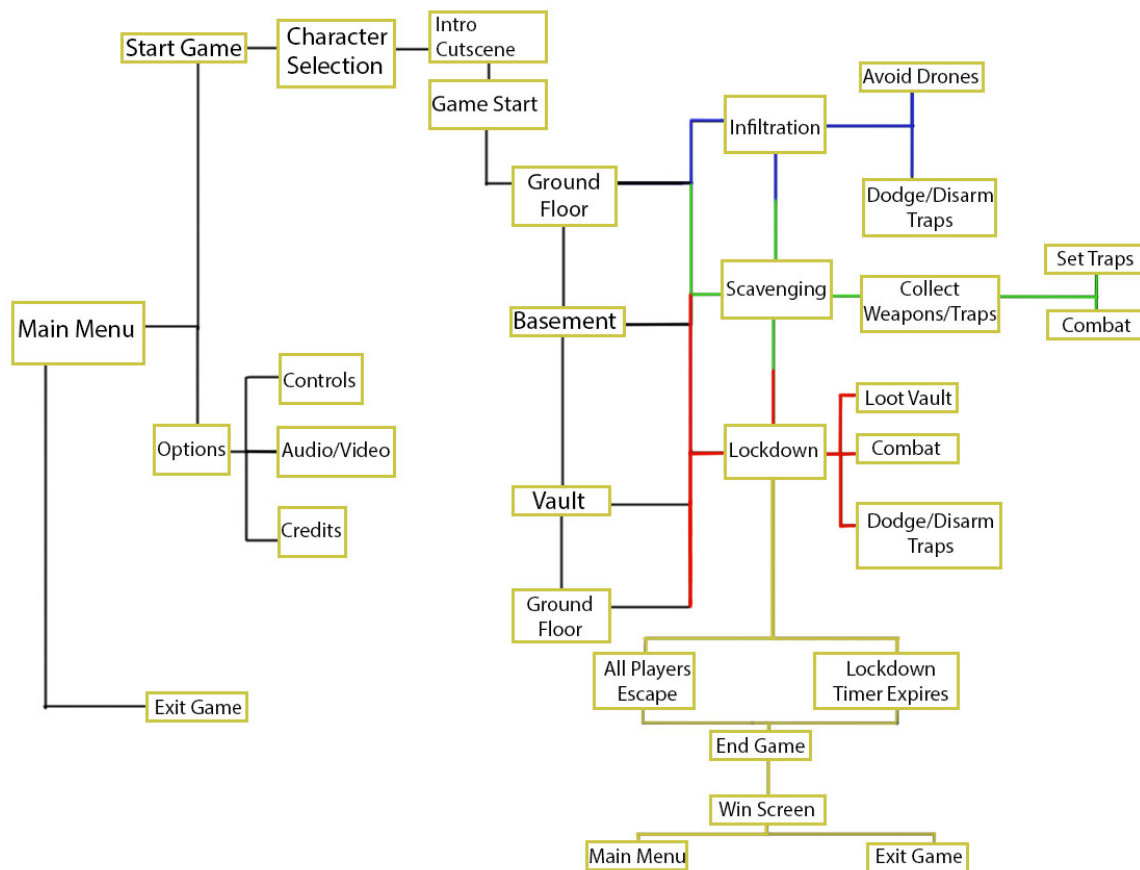 Start Game
Character
Selection
Intro
Cutscene
Game Start
Avoid Drones
Infiltration
Ground
Floor
Dodge/Disarm
Traps
Set Traps
Scavenging
Collect
Weapons/Traps
Combat
Main Menu
Basement
Controls
Loot Vault
Options
Audio/Video
Lockdown
Combat
Vault
Credits
Dodge/Disarm
Traps
Ground
Floor
All Players
Escape
Lockdown
Timer Expires
Exit Game
End Game
Win Screen
Main Menu
Exit Game